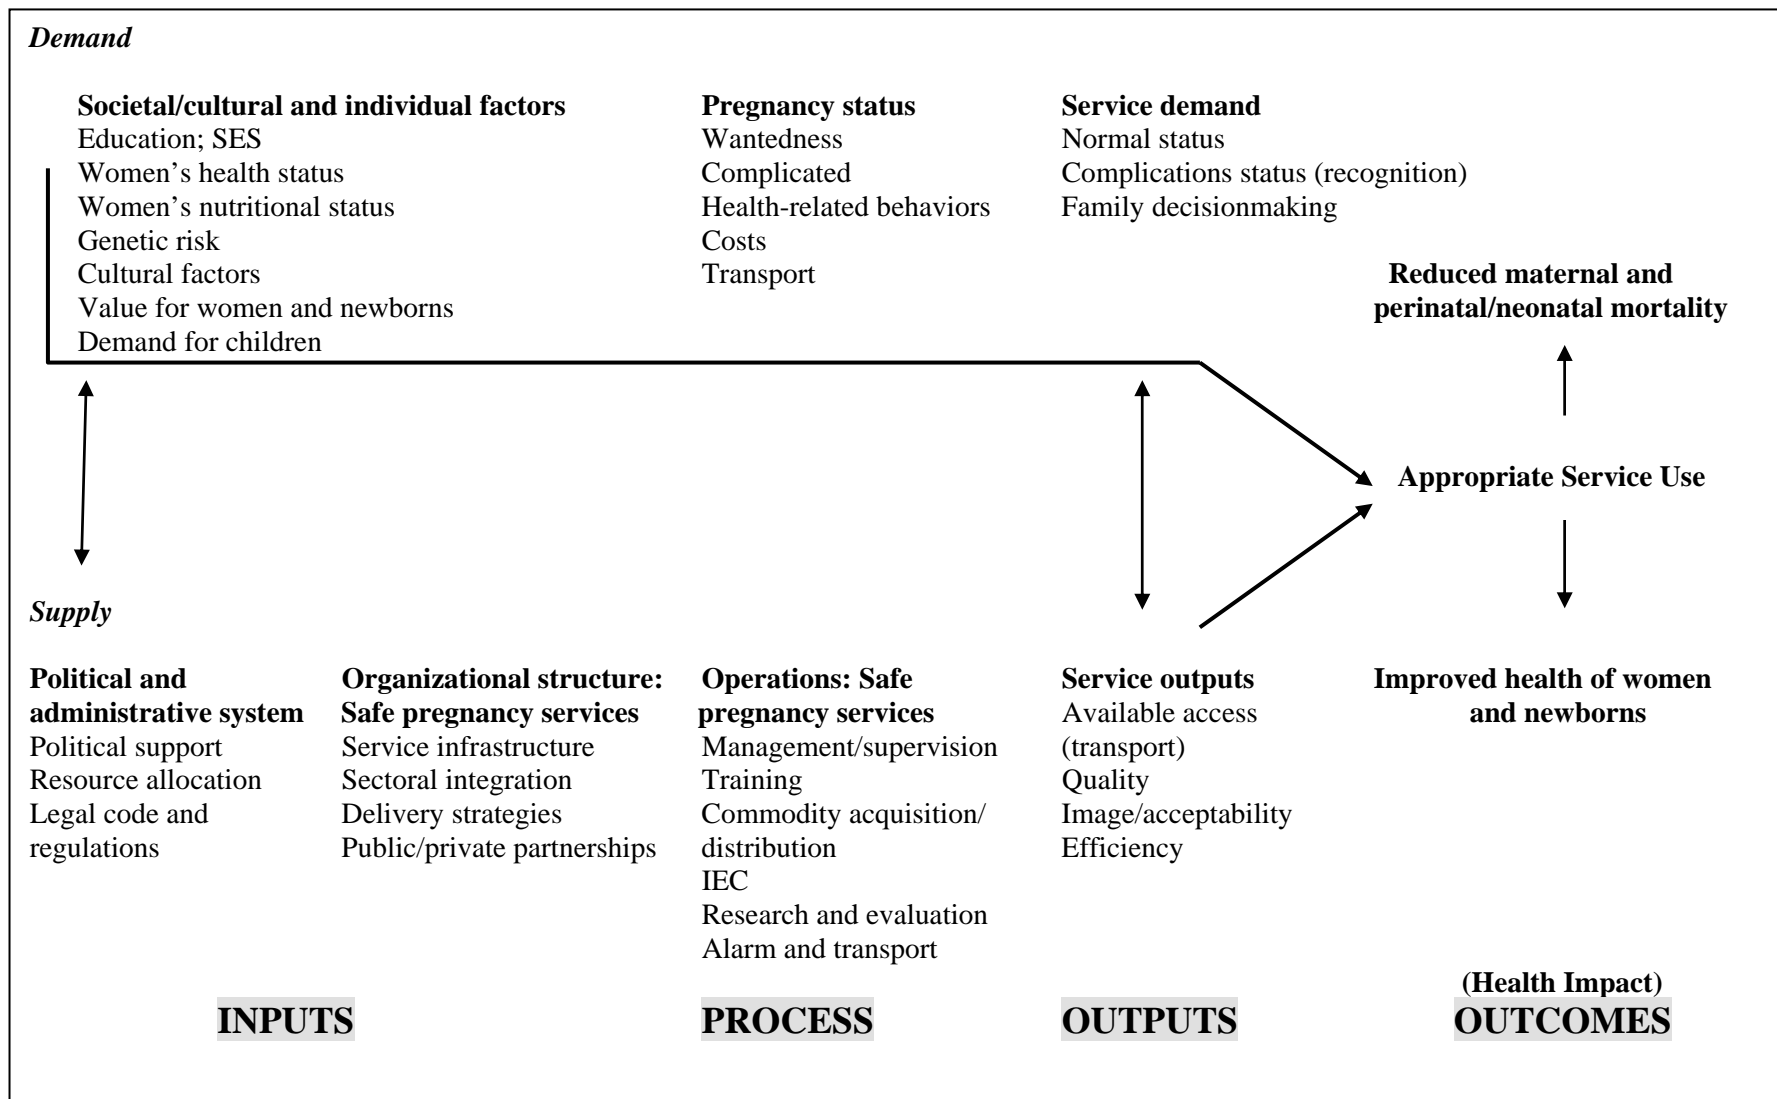 Demand
Societal/cultural and individual factors
Education; SES
Women’s health status
Women’s nutritional status
Genetic risk
Cultural factors
Value for women and newborns
Demand for children
Pregnancy status
Wantedness
Complicated
Health-related behaviors
Costs
Transport
Service demand
Normal status
Complications status (recognition)
Family decisionmaking
Reduced maternal and
perinatal/neonatal mortality
Appropriate Service Use
Supply
Political and
administrative system
Political support
Resource allocation
Legal code and
regulations
Organizational structure:
Safe pregnancy services
Service infrastructure
Sectoral integration
Delivery strategies
Public/private partnerships
Operations: Safe
pregnancy services
Management/supervision
Training
Commodity acquisition/
distribution
IEC
Research and evaluation
Alarm and transport
Service outputs
Available access
(transport)
Quality
Image/acceptability
Efficiency
Improved health of women
and newborns
(Health Impact)
INPUTS
PROCESS
OUTPUTS
OUTCOMES